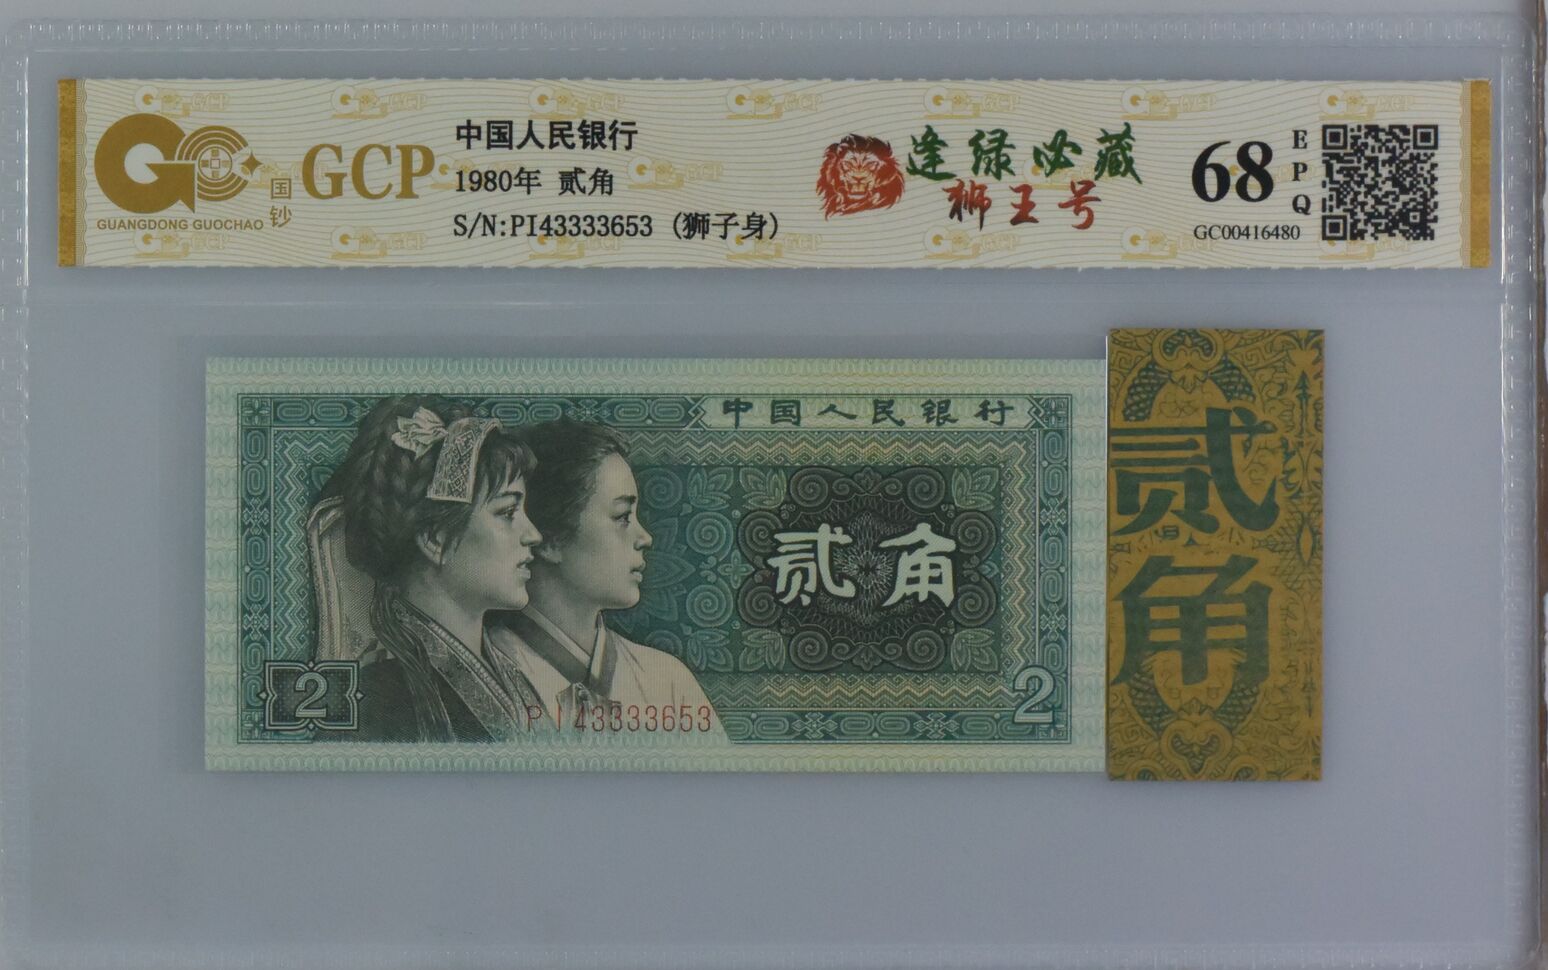 GUANGDONG GUOCHAO
国钞
GCP
中国人民银行
1980年 贰角
S/N:PI43333653 (狮子身)
逢绿必藏
狮王号
68
EPQ
GC00416480
中国人民银行
贰角
2
2
PI43333653
贰角